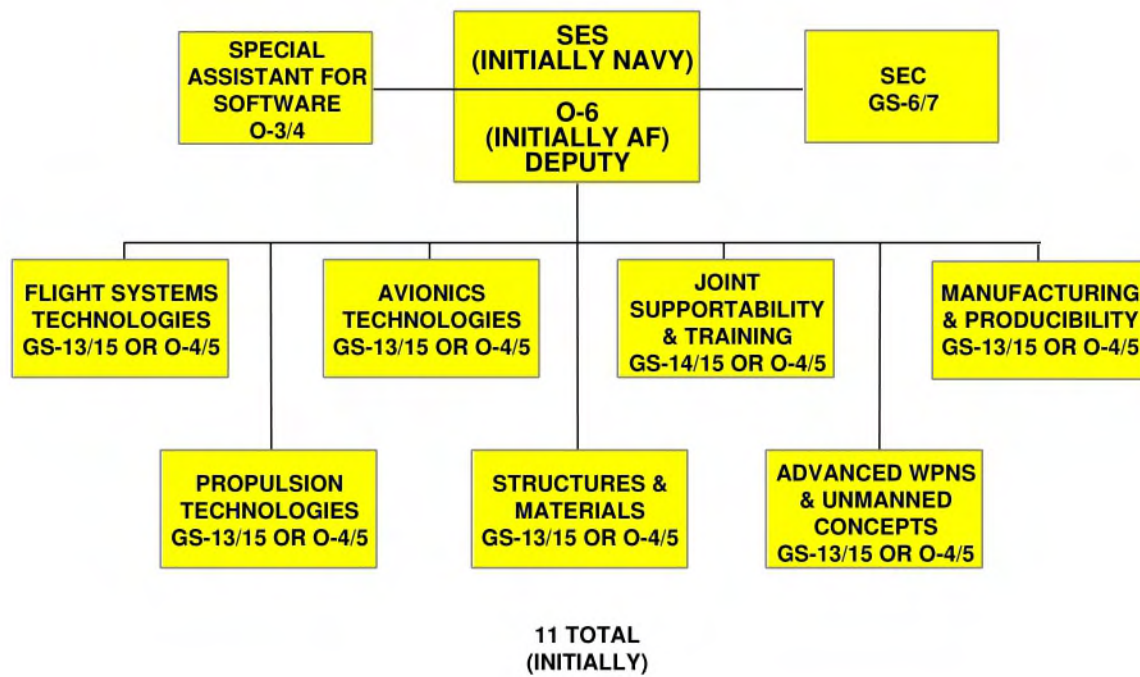 SPECIAL
ASSISTANT FOR
SOFTWARE
O-3/4
SES
(INITIALLY NAVY)
O-6
(INITIALLY AF)
DEPUTY
SEC
GS-6/7
FLIGHT SYSTEMS
TECHNOLOGIES
GS-13/15 OR O-4/5
AVIONICS
TECHNOLOGIES
GS-13/15 OR O-4/5
JOINT
SUPPORTABILITY
& TRAINING
GS-14/15 OR O-4/5
MANUFACTURING
& PRODUCIBILITY
GS-13/15 OR O-4/5
PROPULSION
TECHNOLOGIES
GS-13/15 OR O-4/5
STRUCTURES &
MATERIALS
GS-13/15 OR O-4/5
ADVANCED WPNS
& UNMANNED
CONCEPTS
GS-13/15 OR O-4/5
11 TOTAL
(INITIALLY)